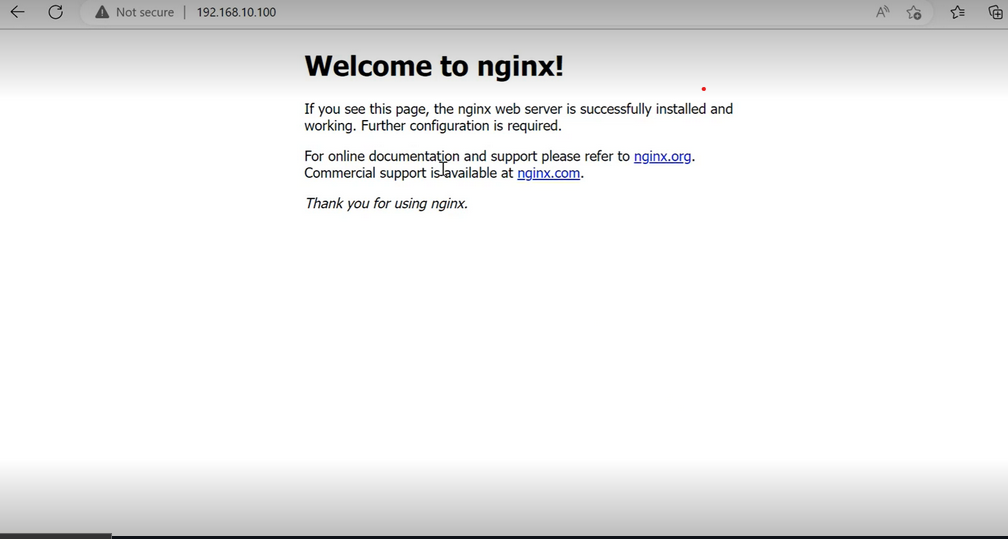 Not secure | 192.168.10.100
Welcome to nginx!
If you see this page, the nginx web server is successfully installed and
working. Further configuration is required.
For online documentation and support please refer to nginx.org.
Commercial support is available at nginx.com.
Thank you for using nginx.